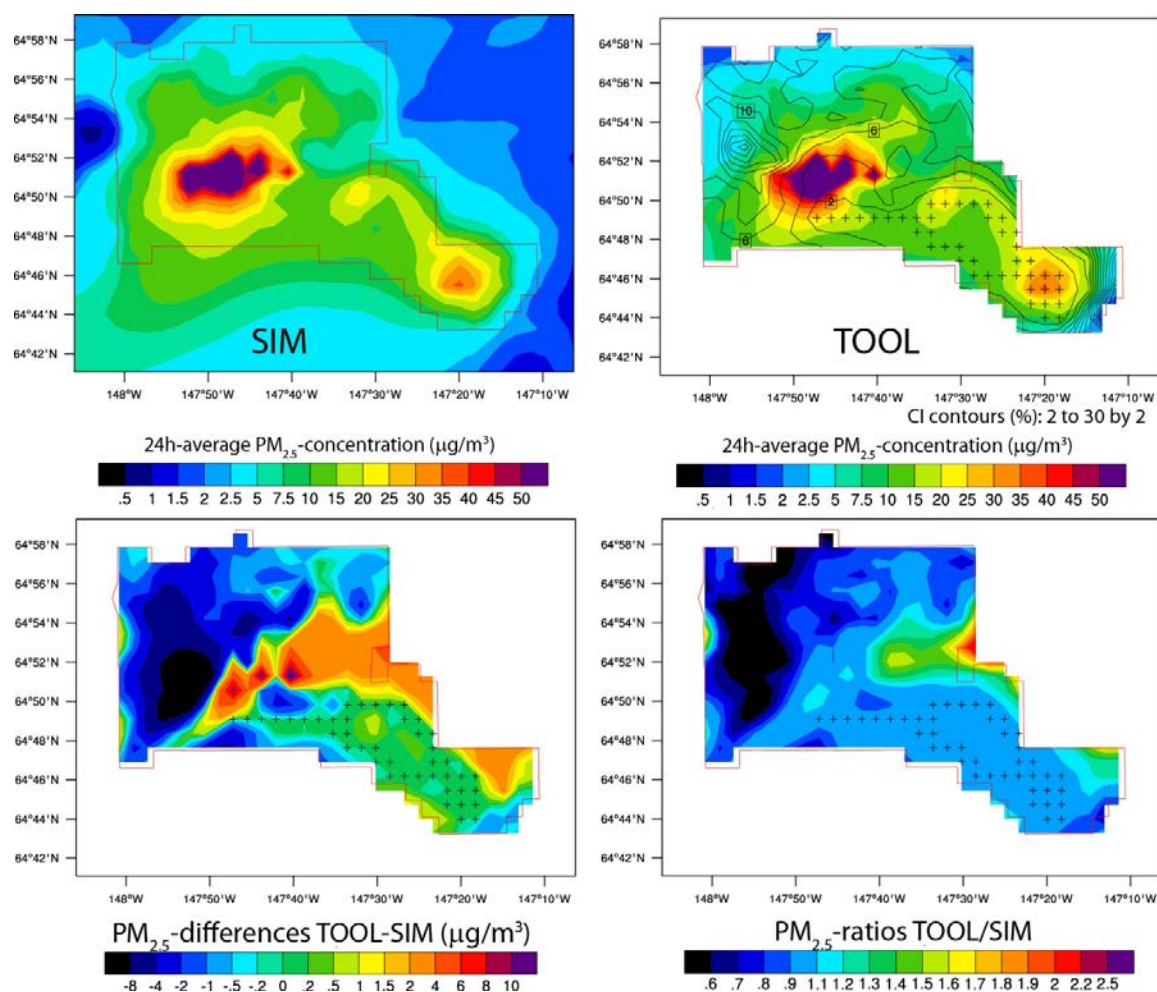 64°58'N
64°56'N
64°54'N
64°52'N
64°50'N
64°48'N
64°46'N
64°44'N
64°42'N
SIM
148°W 147°50'W 147°40'W 147°30'W 147°20'W 147°10'W
24h-average PM2.5-concentration (µg/m³)
.5 1 1.5 2 2.5 5 7.5 10 15 20 25 30 35 40 45 50
64°58'N
64°56'N
64°54'N
64°52'N
64°50'N
64°48'N
64°46'N
64°44'N
64°42'N
10
6
2
6
TOOL
148°W 147°50'W 147°40'W 147°30'W 147°20'W 147°10'W
CI contours (%): 2 to 30 by 2
24h-average PM2.5-concentration (µg/m³)
.5 1 1.5 2 2.5 5 7.5 10 15 20 25 30 35 40 45 50
64°58'N
64°56'N
64°54'N
64°52'N
64°50'N
64°48'N
64°46'N
64°44'N
64°42'N
148°W 147°50'W 147°40'W 147°30'W 147°20'W 147°10'W
PM2.5-differences TOOL-SIM (µg/m³)
-8 -4 -2 -1 -.5 -.2 0 .2 .5 1 1.5 2 4 6 8 10
64°58'N
64°56'N
64°54'N
64°52'N
64°50'N
64°48'N
64°46'N
64°44'N
64°42'N
148°W 147°50'W 147°40'W 147°30'W 147°20'W 147°10'W
PM2.5-ratios TOOL/SIM
.6 .7 .8 .9 1 1.1 1.2 1.3 1.4 1.5 1.6 1.7 1.8 1.9 2 2.2 2.5